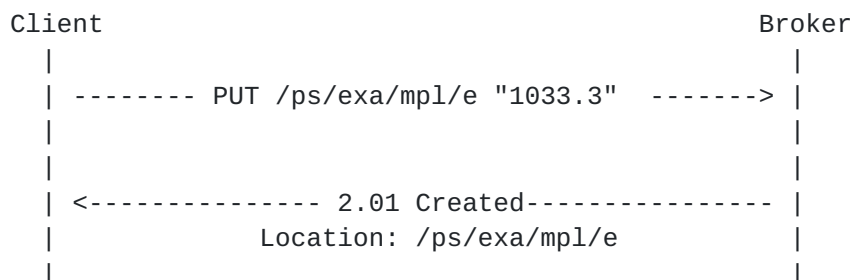 Client                                          Broker
  |                                               |
  | -------- PUT /ps/exa/mpl/e "1033.3"  -------> |
  |                                               |
  |                                               |
  | <--------------- 2.01 Created---------------- |
  |             Location: /ps/exa/mpl/e           |
  |                                               |